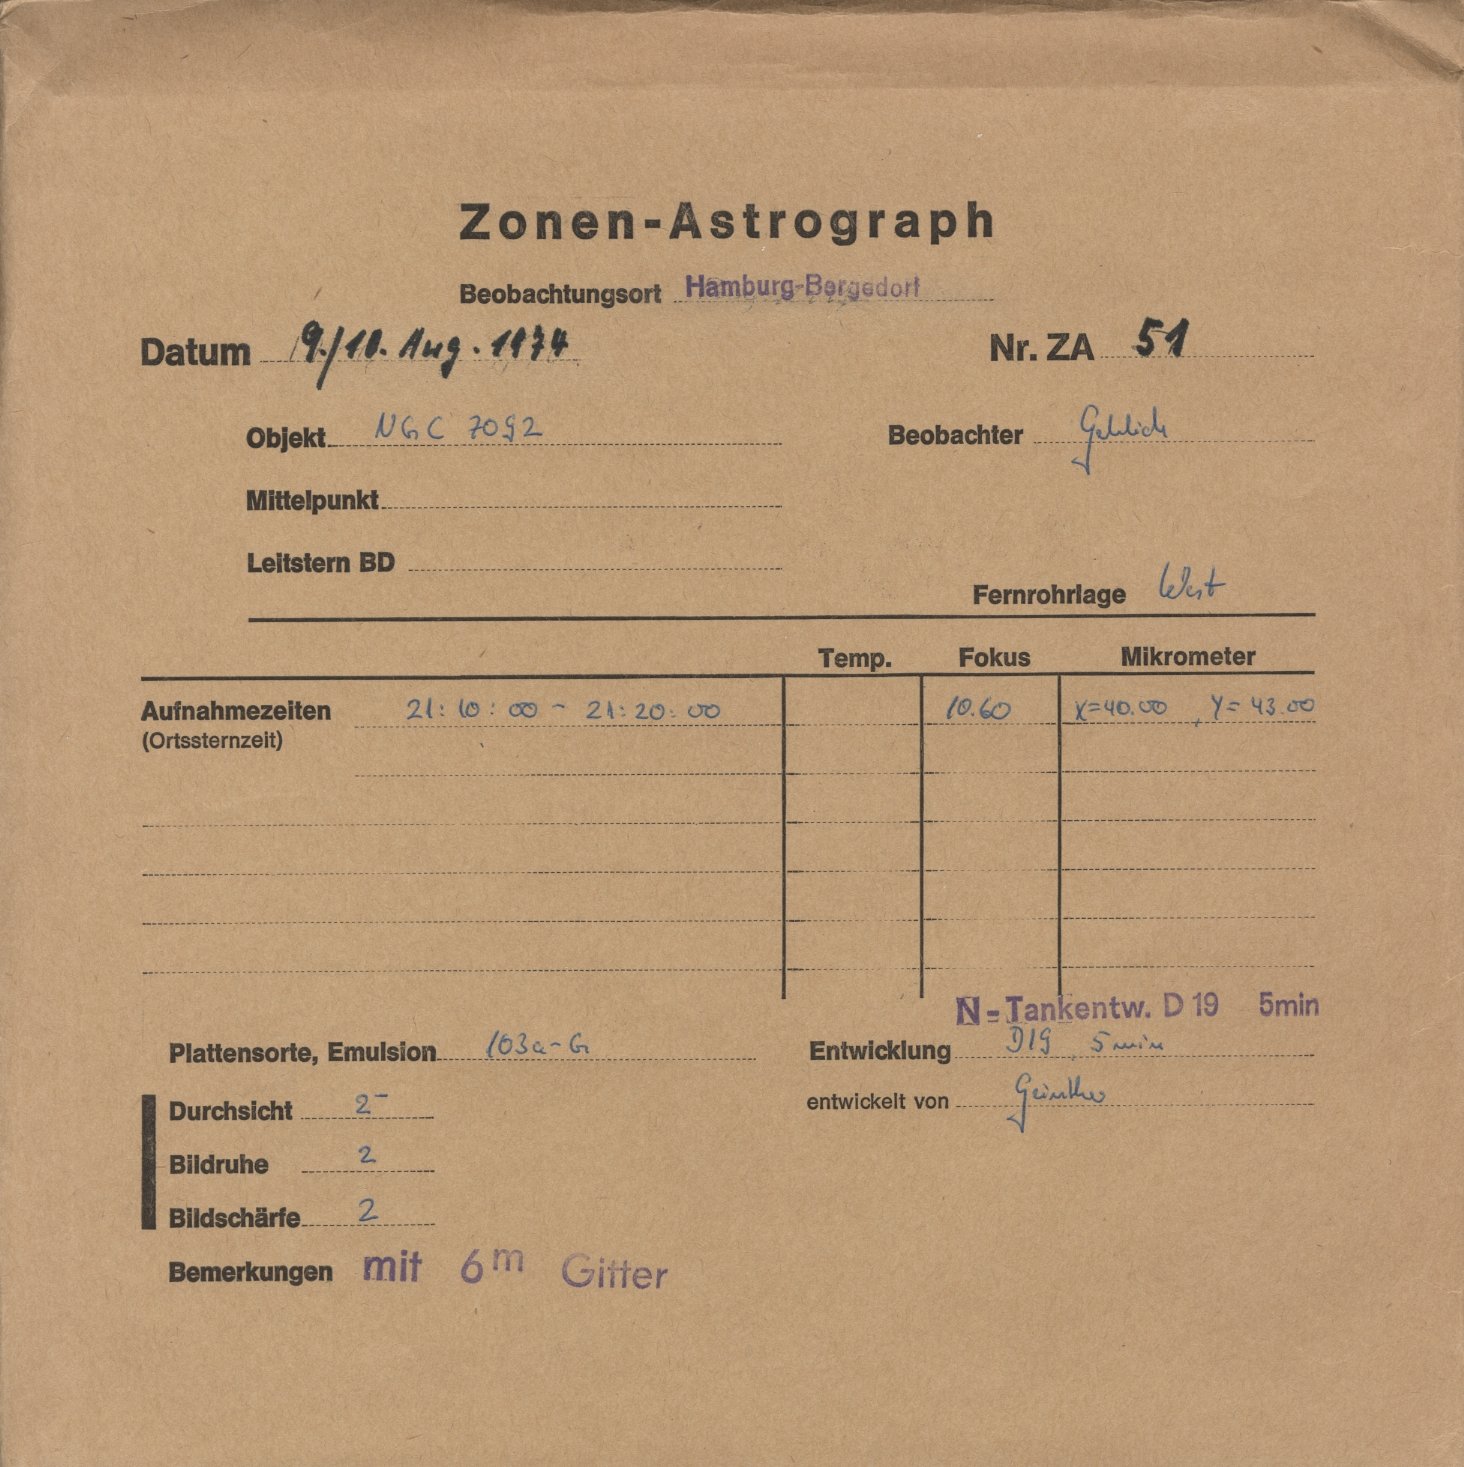 Zonen-Astrograph
Beobachtungsort Hamburg-Bergedorf
Datum 9./10. Aug. 1974 Nr. ZA 51
Objekt NGC 7092 Beobachter
Mittelpunkt
Leitstern BD
Fernrohrlage West
Temp. Fokus Mikrometer
Aufnahmezeiten 21:10:00 - 21:20:00 10.60 X=40.00, Y=43.00
(Ortssternzeit)
N-Tankentw. D 19 5min
Plattensorte, Emulsion 103a-G Entwicklung D19, 5 min
Durchsicht 2- entwickelt von
Bildruhe 2
Bildschärfe 2
Bemerkungen mit 6m Gitter